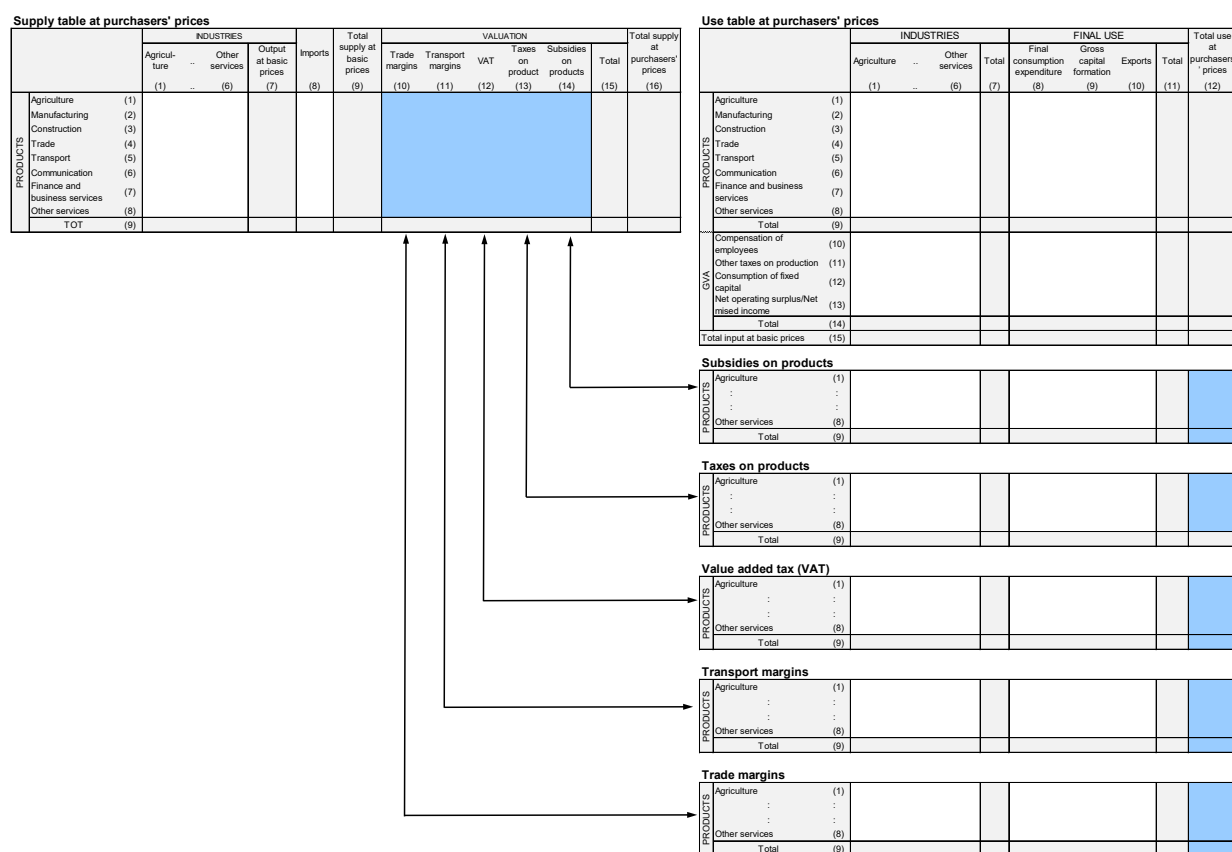 Supply table at purchasers' prices
INDUSTRIES
Imports
Total supply at basic prices
VALUATION
Total supply at purchasers' prices
Agricul-ture
..
Other services
Output at basic prices
Trade margins
Transport margins
VAT
Taxes on product
Subsidies on products
Total
(1) .. (6) (7) (8) (9) (10) (11) (12) (13) (14) (15) (16)
PRODUCTS
Agriculture (1)
Manufacturing (2)
Construction (3)
Trade (4)
Transport (5)
Communication (6)
Finance and business services (7)
Other services (8)
TOT (9)
Use table at purchasers' prices
INDUSTRIES
FINAL USE
Total use at purchasers' prices
Agriculture
..
Other services
Total
Final consumption expenditure
Gross capital formation
Exports
Total
(1) .. (6) (7) (8) (9) (10) (11) (12)
PRODUCTS
Agriculture (1)
Manufacturing (2)
Construction (3)
Trade (4)
Transport (5)
Communication (6)
Finance and business services (7)
Other services (8)
Total (9)
GVA
Compensation of employees (10)
Other taxes on production (11)
Consumption of fixed capital (12)
Net operating surplus/Net mised income (13)
Total (14)
Total input at basic prices (15)
Subsidies on products
PRODUCTS
Agriculture (1)
: :
: :
Other services (8)
Total (9)
Taxes on products
PRODUCTS
Agriculture (1)
: :
: :
Other services (8)
Total (9)
Value added tax (VAT)
PRODUCTS
Agriculture (1)
: :
: :
Other services (8)
Total (9)
Transport margins
PRODUCTS
Agriculture (1)
: :
: :
Other services (8)
Total (9)
Trade margins
PRODUCTS
Agriculture (1)
: :
: :
Other services (8)
Total (9)